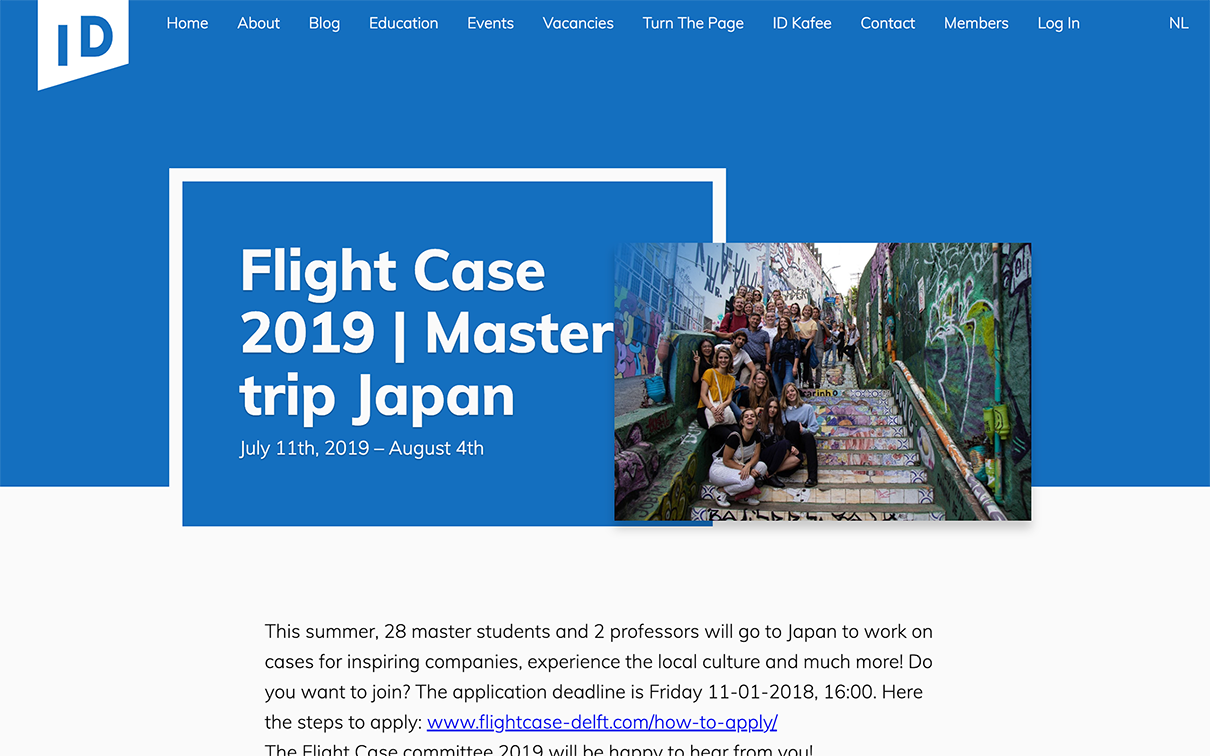 ID
Home About Blog Education Events Vacancies Turn The Page ID Kafee Contact Members Log In NL
Flight Case
2019 | Master
trip Japan
July 11th, 2019 – August 4th
This summer, 28 master students and 2 professors will go to Japan to work on
cases for inspiring companies, experience the local culture and much more! Do
you want to join? The application deadline is Friday 11-01-2018, 16:00. Here
the steps to apply: www.flightcase-delft.com/how-to-apply/
The Flight Case committee 2019 will be happy to hear from you!